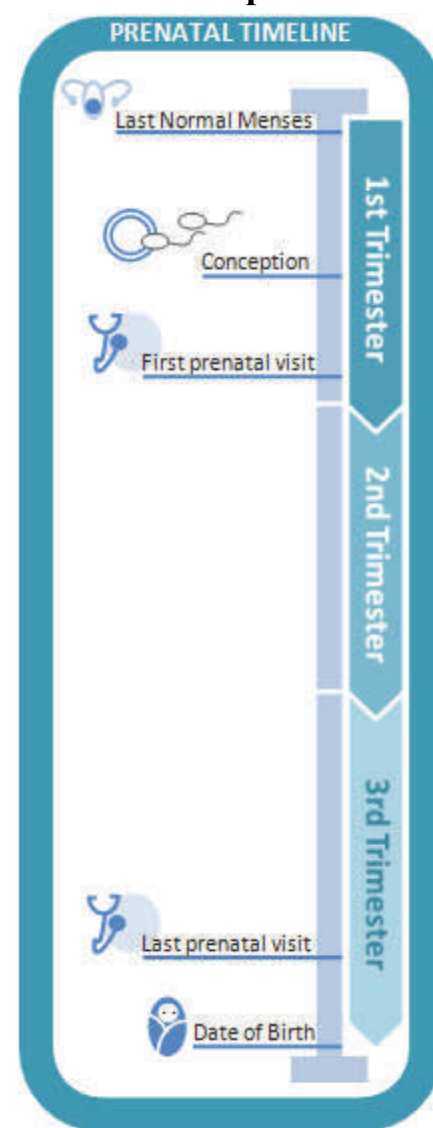 PRENATAL TIMELINE
Last Normal Menses
1st Trimester
Conception
First prenatal visit
2nd Trimester
3rd Trimester
Last prenatal visit
Date of Birth